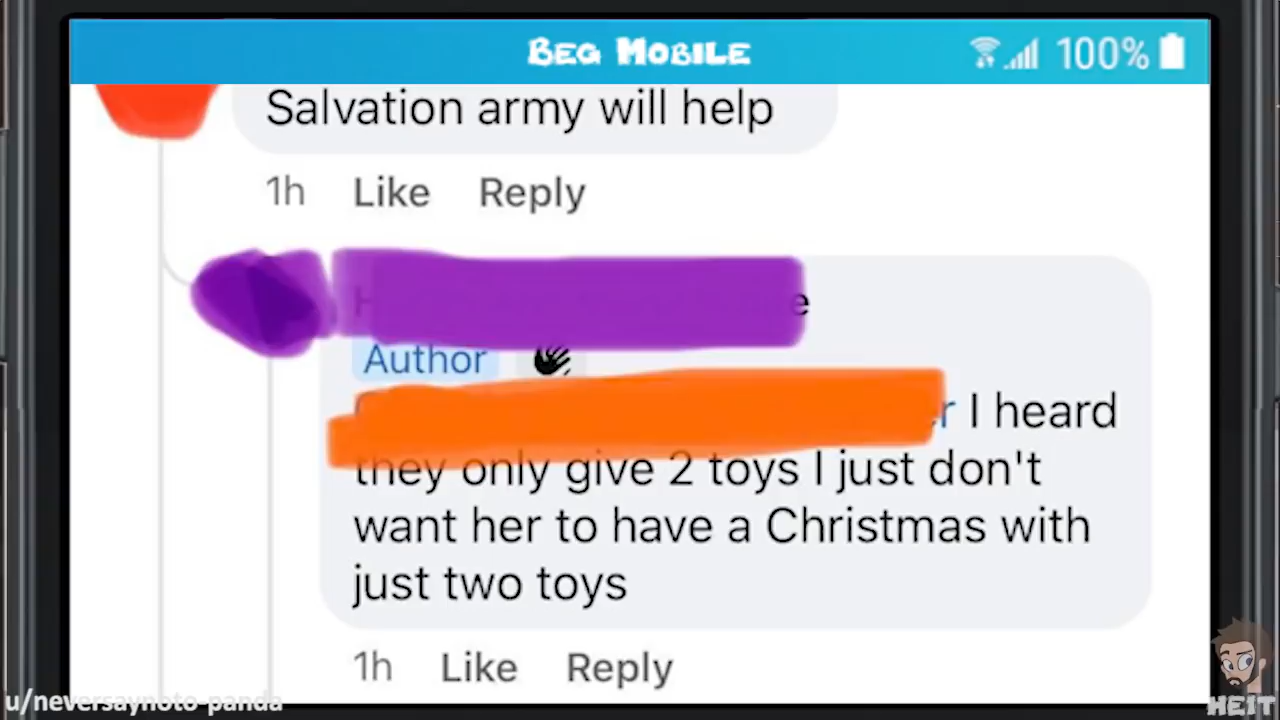 BEG MOBILE
100%
Salvation army will help
1h Like Reply
Author
I heard
they only give 2 toys I just don't
want her to have a Christmas with
just two toys
1h Like Reply
u/neversaynoto-panda
HEIT